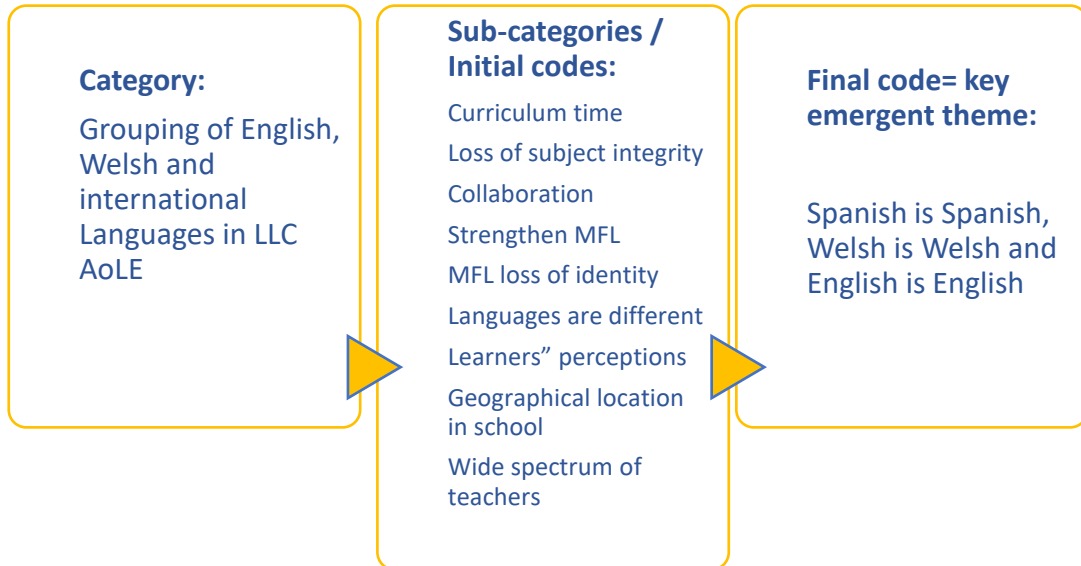 Category:
Grouping of English,
Welsh and
international
Languages in LLC
AoLE
Sub-categories /
Initial codes:
Curriculum time
Loss of subject integrity
Collaboration
Strengthen MFL
MFL loss of identity
Languages are different
Learners” perceptions
Geographical location
in school
Wide spectrum of
teachers
Final code= key
emergent theme:
Spanish is Spanish,
Welsh is Welsh and
English is English